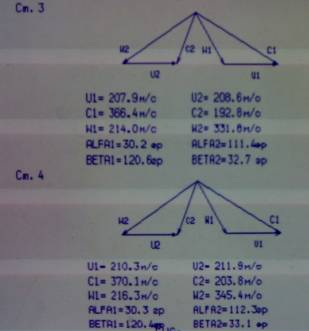 Ст. 3
W2 C2 W1 C1
U2 U1
U1= 207.9м/с U2= 208.6м/с
C1= 366.4м/с C2= 192.8м/с
W1= 214.0м/с W2= 331.8м/с
ALFA1=30.2 гр ALFA2=111.4гр
BETA1=120.6гр BETA2=32.7 гр
Ст. 4
W2 C2 W1 C1
U2 U1
U1= 210.3м/с U2= 211.9м/с
C1= 370.1м/с C2= 203.8м/с
W1= 216.3м/с W2= 345.4м/с
ALFA1=30.3 гр ALFA2=112.3гр
BETA1=120.4гр BETA2=33.1 гр